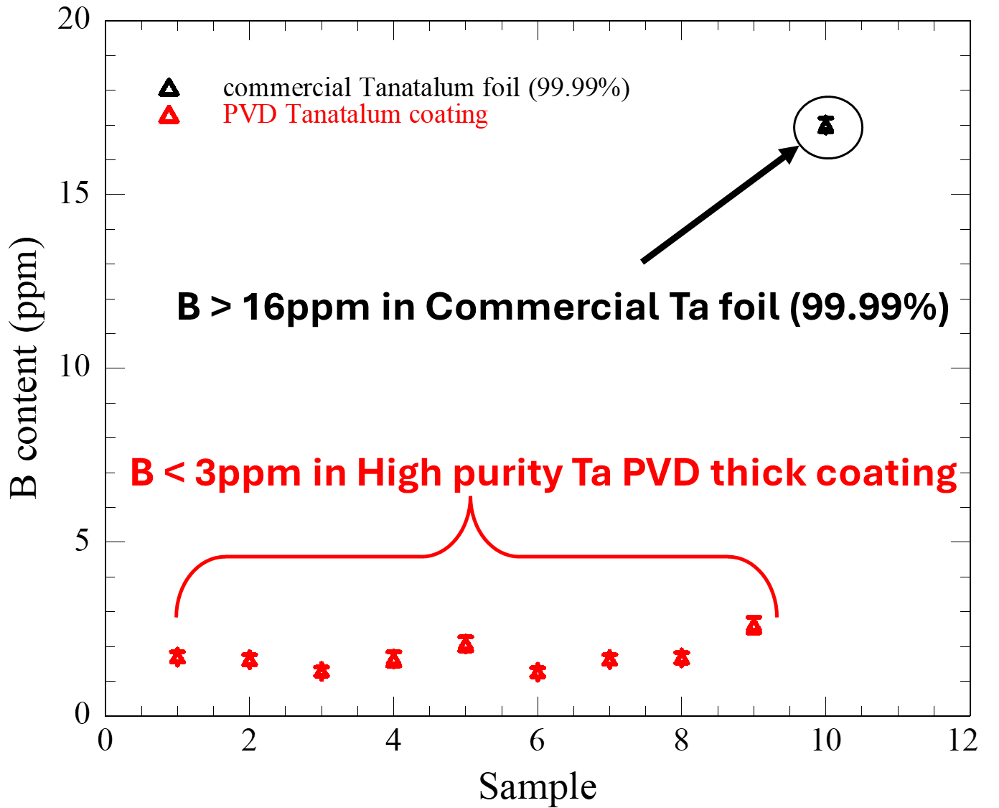 20
commercial Tanatalum foil (99.99%)
PVD Tanatalum coating
15
B content (ppm)
B > 16ppm in Commercial Ta foil (99.99%)
10
B < 3ppm in High purity Ta PVD thick coating
5
0
0 2 4 6 8 10 12
Sample